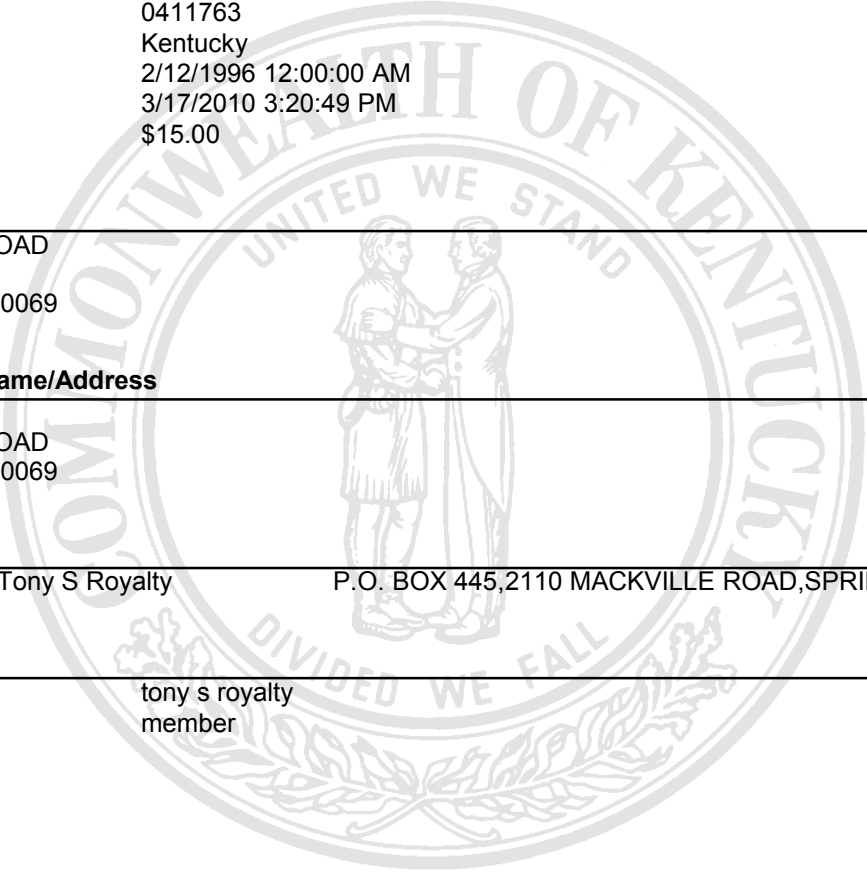 0411763
Kentucky
2/12/1996 12:00:00 AM
3/17/2010 3:20:49 PM
$15.00
COMMONWEALTH OF KENTUCKY
UNITED WE STAND
OAD
0069
ame/Address
OAD
0069
Tony S Royalty P.O. BOX 445,2110 MACKVILLE ROAD,SPRI
DIVIDED WE FALL
tony s royalty
member